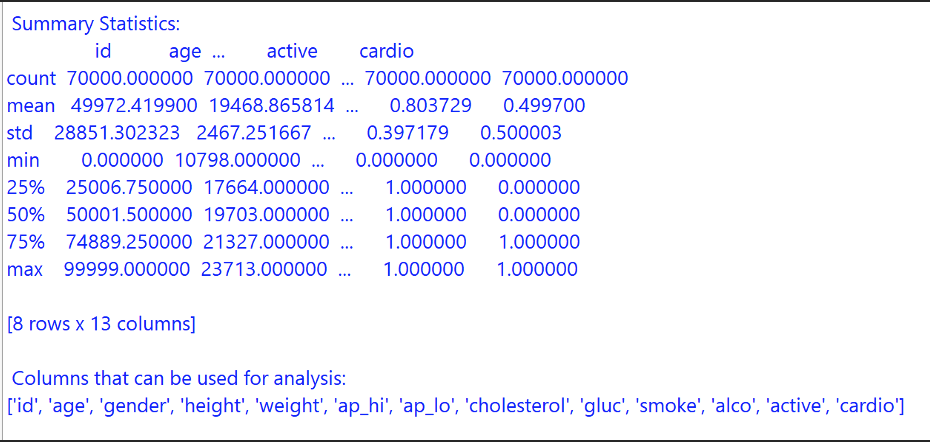 Summary Statistics:
id age ... active cardio
count 70000.000000 70000.000000 ... 70000.000000 70000.000000
mean 49972.419900 19468.865814 ... 0.803729 0.499700
std 28851.302323 2467.251667 ... 0.397179 0.500003
min 0.000000 10798.000000 ... 0.000000 0.000000
25% 25006.750000 17664.000000 ... 1.000000 0.000000
50% 50001.500000 19703.000000 ... 1.000000 0.000000
75% 74889.250000 21327.000000 ... 1.000000 1.000000
max 99999.000000 23713.000000 ... 1.000000 1.000000
[8 rows x 13 columns]
Columns that can be used for analysis:
['id', 'age', 'gender', 'height', 'weight', 'ap_hi', 'ap_lo', 'cholesterol', 'gluc', 'smoke', 'alco', 'active', 'cardio']